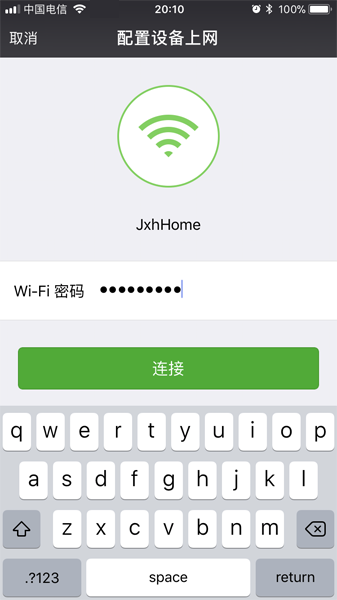 中国电信 20:10 100%
取消 配置设备上网
JxhHome
Wi-Fi 密码 ●●●●●●●●●
连接
q w e r t y u i o p
a s d f g h j k l
z x c v b n m
.?123 space return